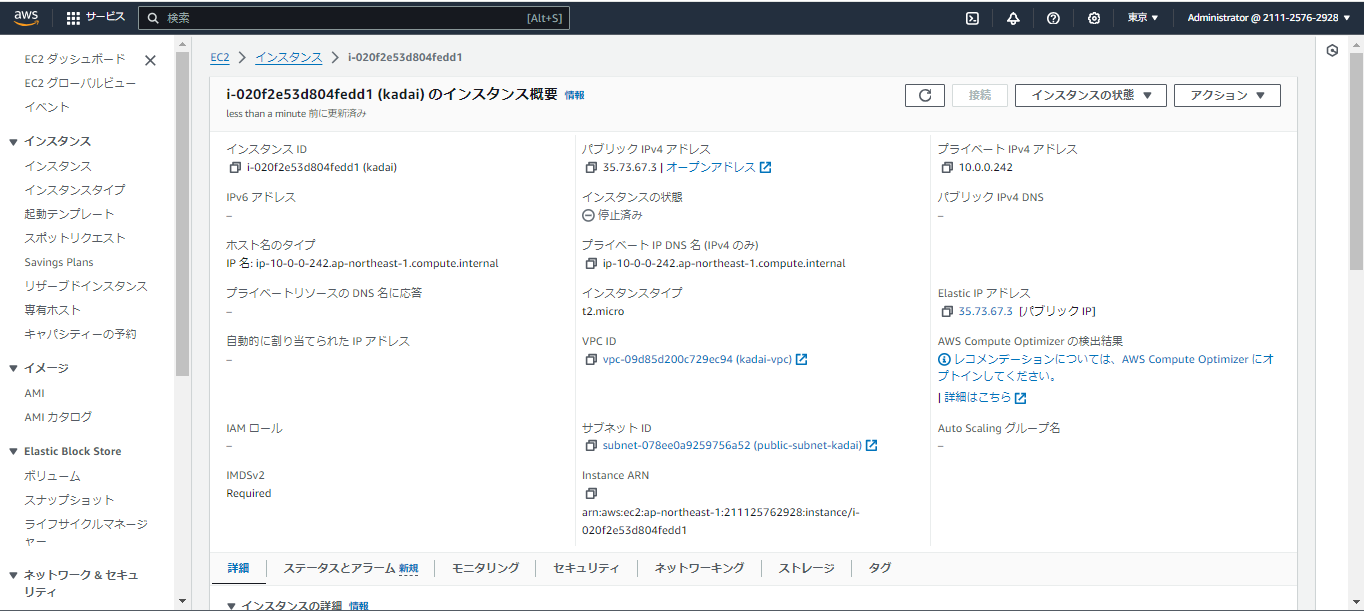 aws
サービス
検索
[Alt+S]
東京 ▼
Administrator @ 2111-2576-2928 ▼
EC2 ダッシュボード
EC2 グローバルビュー
イベント
▼ インスタンス
インスタンス
インスタンスタイプ
起動テンプレート
スポットリクエスト
Savings Plans
リザーブドインスタンス
専有ホスト
キャパシティーの予約
▼ イメージ
AMI
AMI カタログ
▼ Elastic Block Store
ボリューム
スナップショット
ライフサイクルマネージ
ャー
▼ ネットワーク & セキュ
リティ
EC2 > インスタンス > i-020f2e53d804fedd1
i-020f2e53d804fedd1 (kadai) のインスタンス概要 情報
less than a minute 前に更新済み
接続
インスタンスの状態 ▼
アクション ▼
インスタンス ID
i-020f2e53d804fedd1 (kadai)
パブリック IPv4 アドレス
35.73.67.3 | オープンアドレス
プライベート IPv4 アドレス
10.0.0.242
IPv6 アドレス
–
インスタンスの状態
停止済み
パブリック IPv4 DNS
–
ホスト名のタイプ
IP 名: ip-10-0-0-242.ap-northeast-1.compute.internal
プライベート IP DNS 名 (IPv4 のみ)
ip-10-0-0-242.ap-northeast-1.compute.internal
プライベートリソースの DNS 名に応答
–
インスタンスタイプ
t2.micro
Elastic IP アドレス
35.73.67.3 [パブリック IP]
自動的に割り当てられた IP アドレス
–
VPC ID
vpc-09d85d200c729ec94 (kadai-vpc)
AWS Compute Optimizer の検出結果
レコメンデーションについては、AWS Compute Optimizer にオ
プトインしてください。
| 詳細はこちら
IAM ロール
–
サブネット ID
subnet-078ee0a9259756a52 (public-subnet-kadai)
Auto Scaling グループ名
–
IMDSv2
Required
Instance ARN
arn:aws:ec2:ap-northeast-1:211125762928:instance/i-
020f2e53d804fedd1
詳細
ステータスとアラーム 新規
モニタリング
セキュリティ
ネットワーキング
ストレージ
タグ
▼ インスタンスの詳細 情報